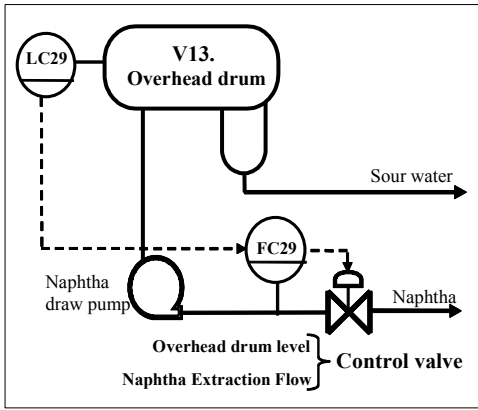 LC29
V13.
Overhead drum
Sour water
FC29
Naphtha
draw pump
Naphtha
Overhead drum level
Control valve
Naphtha Extraction Flow